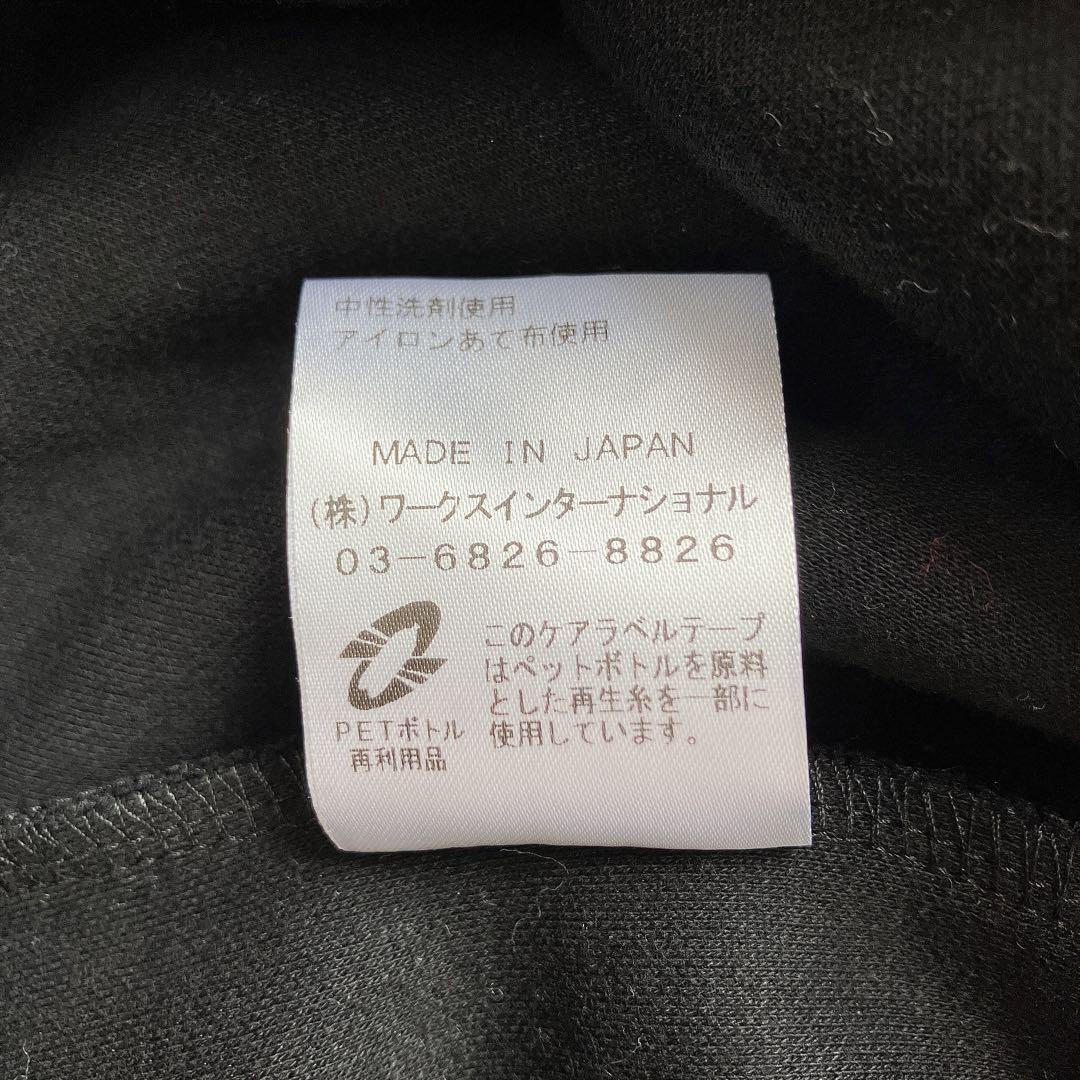 中性洗剤使用
アイロンあて布使用
MADE IN JAPAN
(株)ワークスインターナショナル
03-6826-8826
このケアラベルテープ
はペットボトルを原料
とした再生糸を一部に
使用しています。
PETボトル
再利用品